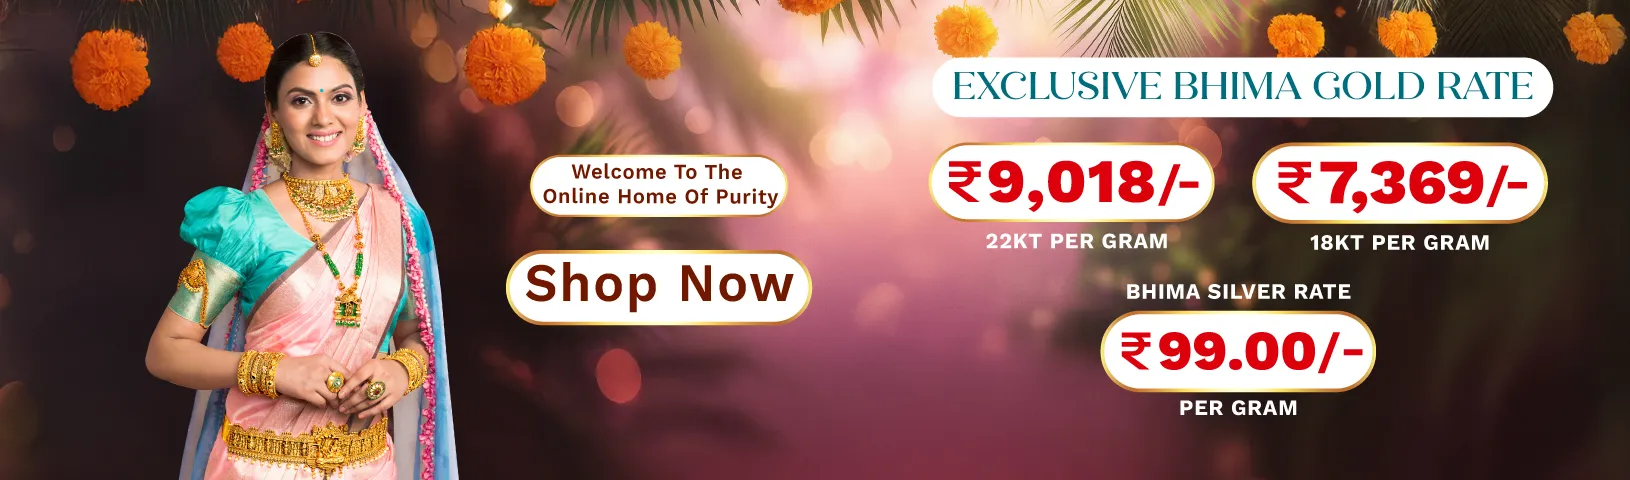 Welcome To The
Online Home Of Purity
Shop Now
EXCLUSIVE BHIMA GOLD RATE
₹9,018/-
22KT PER GRAM
₹7,369/-
18KT PER GRAM
BHIMA SILVER RATE
₹99.00/-
PER GRAM